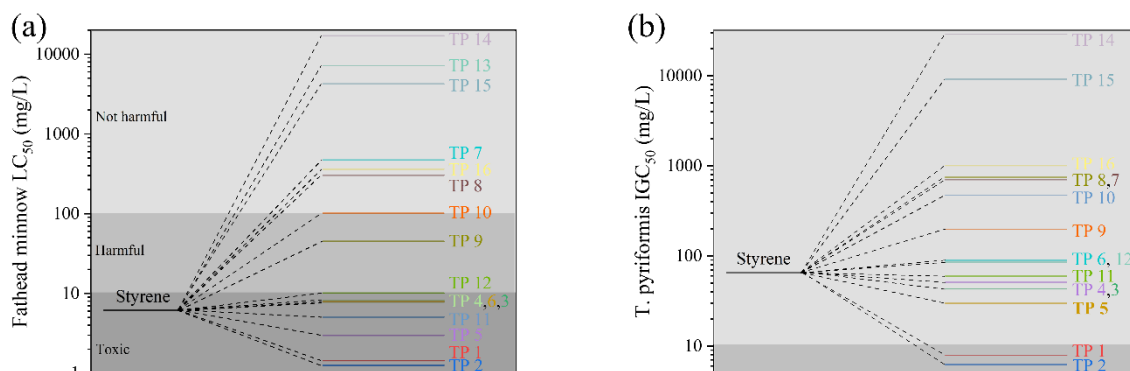 (a)
Fathead minnow LC50 (mg/L)
10000
1000
100
10
1
Not harmful
Harmful
Toxic
Styrene
TP 14
TP 13
TP 15
TP 7
TP 16
TP 8
TP 10
TP 9
TP 12
TP 4,6,3
TP 11
TP 5
TP 1
TP 2
(b)
T. pyriformis IGC50 (mg/L)
10000
1000
100
10
Styrene
TP 14
TP 15
TP 16
TP 8,7
TP 10
TP 9
TP 6, 12
TP 11
TP 4,3
TP 5
TP 1
TP 2